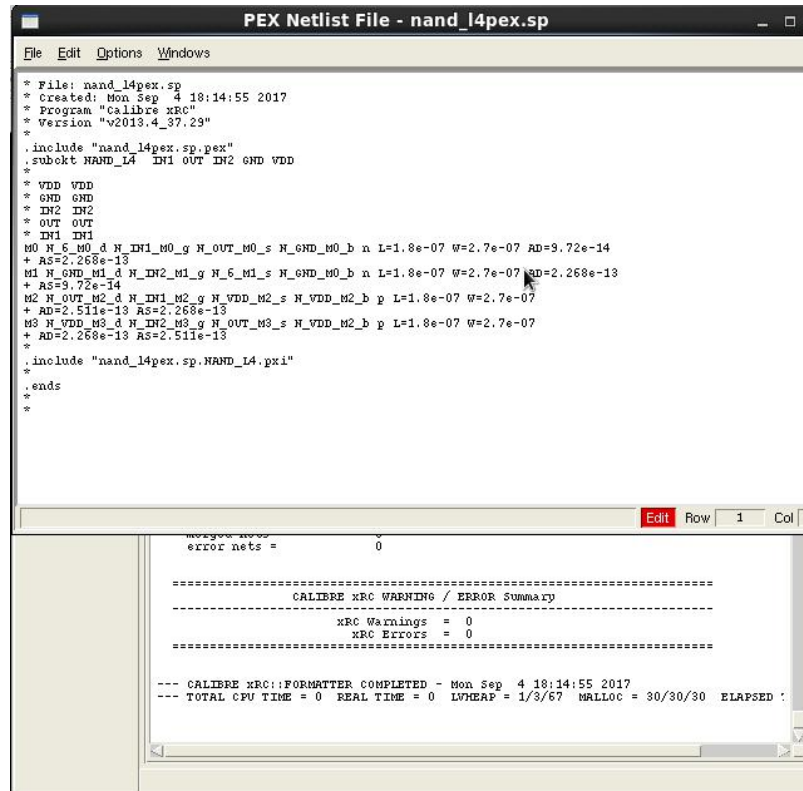 PEX Netlist File - nand_l4pex.sp
File Edit Options Windows
* File: nand_l4pex.sp
* Created: Mon Sep 4 18:14:55 2017
* Program "Calibre xRC"
* Version "v2013.4_37.29"
*
.include "nand_l4pex.sp.pex"
.subckt NAND_L4 IN1 OUT IN2 GND VDD
*
* VDD VDD
* GND GND
* IN2 IN2
* OUT OUT
* IN1 IN1
M0 N_6_M0_d N_IN1_M0_g N_OUT_M0_s N_GND_M0_b n L=1.8e-07 W=2.7e-07 AD=9.72e-14
+ AS=2.268e-13
M1 N_GND_M1_d N_IN2_M1_g N_6_M1_s N_GND_M0_b n L=1.8e-07 W=2.7e-07 AD=2.268e-13
+ AS=9.72e-14
M2 N_OUT_M2_d N_IN1_M2_g N_VDD_M2_s N_VDD_M2_b p L=1.8e-07 W=2.7e-07
+ AD=2.511e-13 AS=2.268e-13
M3 N_VDD_M3_d N_IN2_M3_g N_OUT_M3_s N_VDD_M2_b p L=1.8e-07 W=2.7e-07
+ AD=2.268e-13 AS=2.511e-13
*
.include "nand_l4pex.sp.NAND_L4.pxi"
*
.ends
*
*
Edit Row 1 Col
error nets = 0
CALIBRE xRC WARNING / ERROR Summary
xRC Warnings = 0
xRC Errors = 0
--- CALIBRE xRC::FORMATTER COMPLETED - Mon Sep 4 18:14:55 2017
--- TOTAL CPU TIME = 0 REAL TIME = 0 LVHEAP = 1/3/67 MALLOC = 30/30/30 ELAPSED